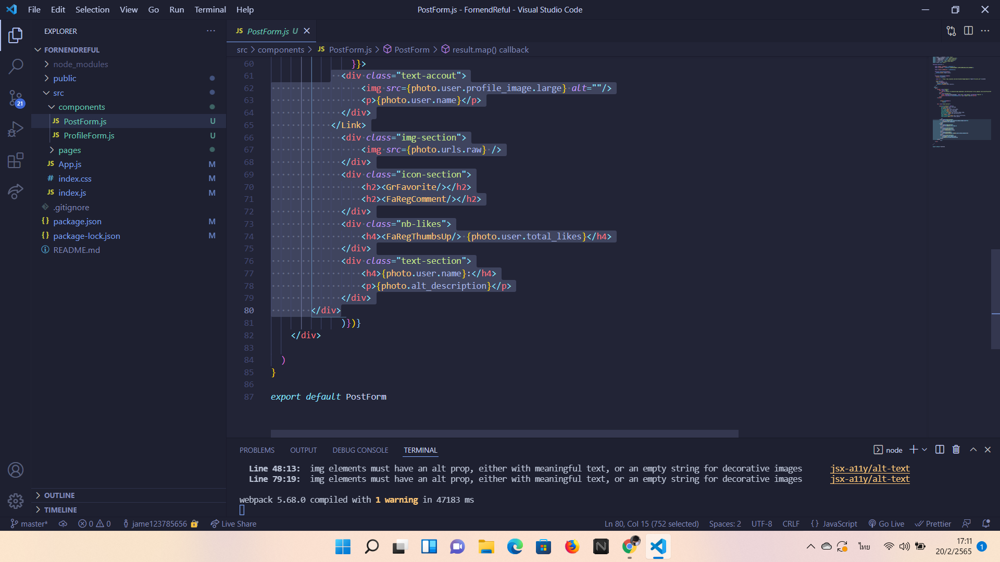 File Edit Selection View Go Run Terminal Help
PostForm.js - FornendReful - Visual Studio Code
EXPLORER
FORNENDREFUL
node_modules
public
src
components
JS PostForm.js U
JS ProfileForm.js U
pages
JS App.js M
# index.css M
JS index.js M
.gitignore
{} package.json M
{} package-lock.json M
README.md
21
OUTLINE
TIMELINE
JS PostForm.js U
src > components > JS PostForm.js > PostForm > result.map() callback
60 }}>
61 <div class="text-accout">
62 <img src={photo.user.profile_image.large} alt=""/>
63 <p>{photo.user.name}</p>
64 </div>
65 </Link>
66 <div class="img-section">
67 <img src={photo.urls.raw} />
68 </div>
69 <div class="icon-section">
70 <h2><GrFavorite/></h2>
71 <h2><FaRegComment/></h2>
72 </div>
73 <div class="nb-likes">
74 <h4><FaRegThumbsUp/> {photo.user.total_likes}</h4>
75 </div>
76 <div class="text-section">
77 <h4>{photo.user.name}:</h4>
78 <p>{photo.alt_description}</p>
79 </div>
80 </div>
81 )})}
82 </div>
83
84 )
85 }
86
87 export default PostForm
PROBLEMS OUTPUT DEBUG CONSOLE TERMINAL
node
Line 48:13: img elements must have an alt prop, either with meaningful text, or an empty string for decorative images jsx-a11y/alt-text
Line 79:19: img elements must have an alt prop, either with meaningful text, or an empty string for decorative images jsx-a11y/alt-text
webpack 5.68.0 compiled with 1 warning in 47183 ms
master* 0 0 jame123785656 Live Share
Ln 80, Col 15 (752 selected) Spaces: 2 UTF-8 CRLF {} JavaScript Go Live Prettier
ไทย
17:11
20/2/2565
1